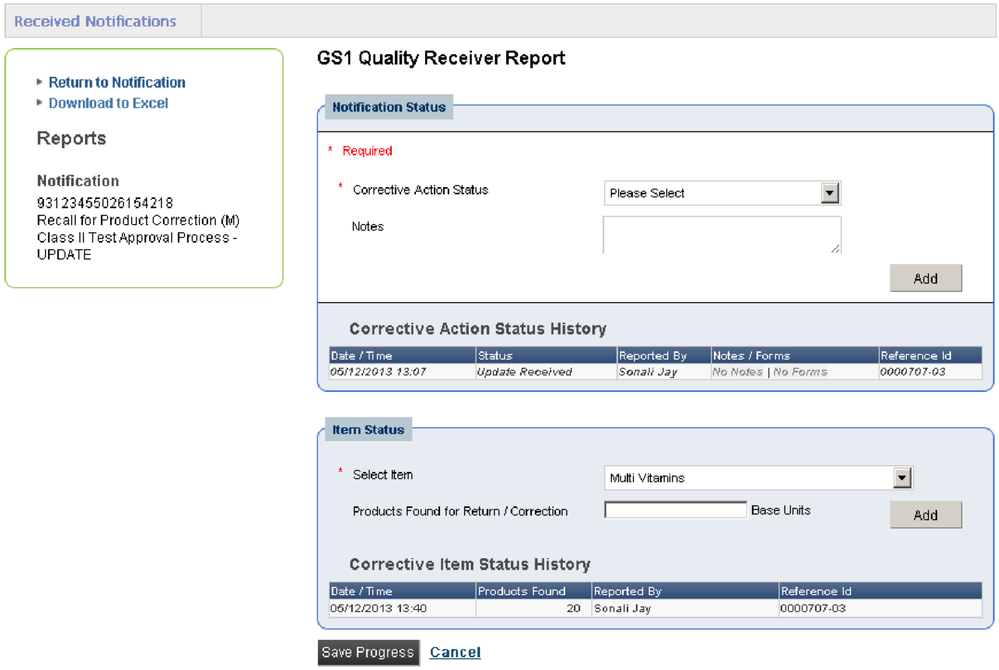 Received Notifications
Return to Notification
Download to Excel
Reports
Notification
93123455026154218
Recall for Product Correction (M)
Class II Test Approval Process -
UPDATE
GS1 Quality Receiver Report
Notification Status
* Required
* Corrective Action Status Please Select
Notes
Add
Corrective Action Status History
Date / Time Status Reported By Notes / Forms Reference Id
05/12/2013 13:07 Update Received Sonali Jay No Notes | No Forms 0000707-03
Item Status
* Select Item Multi Vitamins
Products Found for Return / Correction Base Units
Add
Corrective Item Status History
Date / Time Products Found Reported By Reference Id
05/12/2013 13:40 20 Sonali Jay 0000707-03
Save Progress Cancel